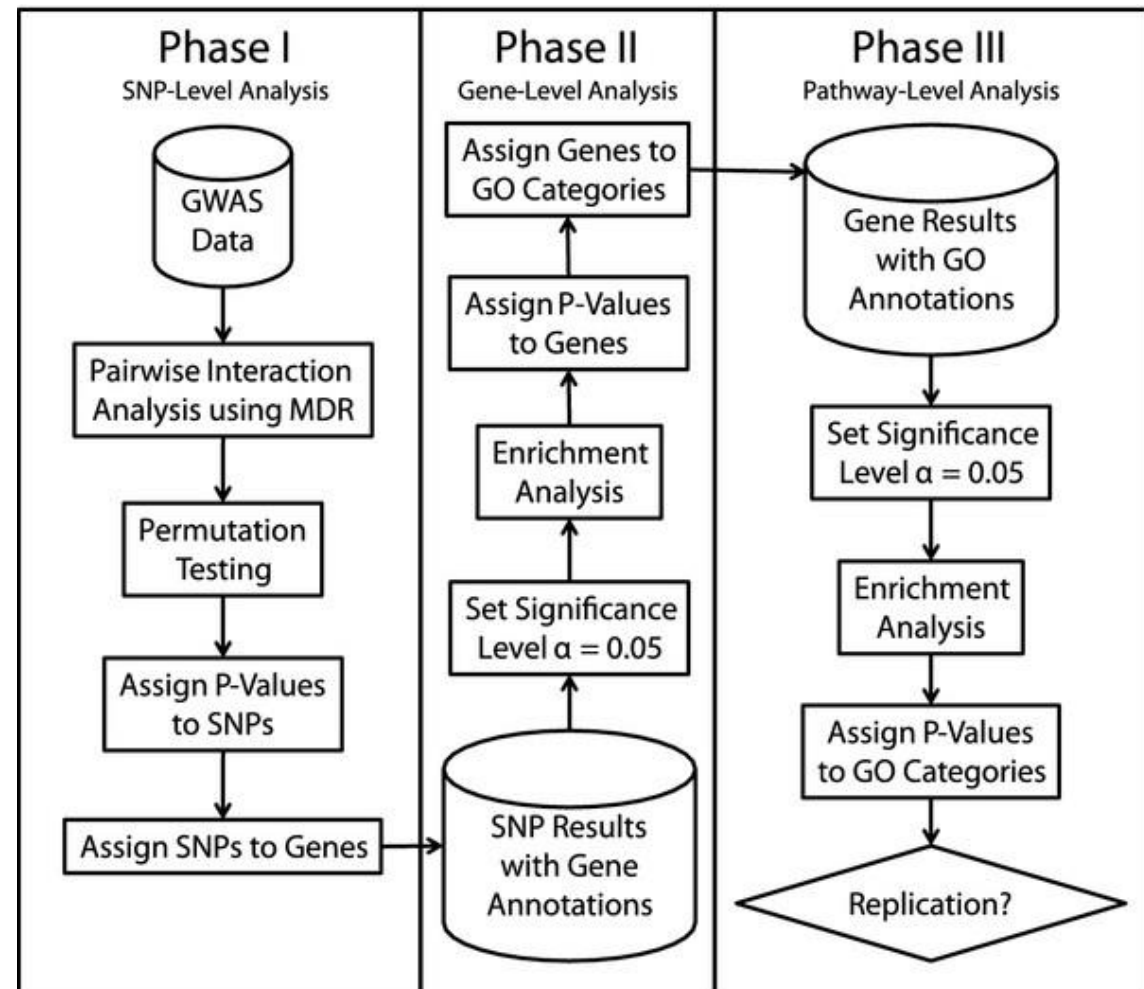 Phase I
SNP-Level Analysis
GWAS
Data
Pairwise Interaction
Analysis using MDR
Permutation
Testing
Assign P-Values
to SNPs
Assign SNPs to Genes
Phase II
Gene-Level Analysis
Assign Genes to
GO Categories
Assign P-Values
to Genes
Enrichment
Analysis
Set Significance
Level α = 0.05
SNP Results
with Gene
Annotations
Phase III
Pathway-Level Analysis
Gene Results
with GO
Annotations
Set Significance
Level α = 0.05
Enrichment
Analysis
Assign P-Values
to GO Categories
Replication?